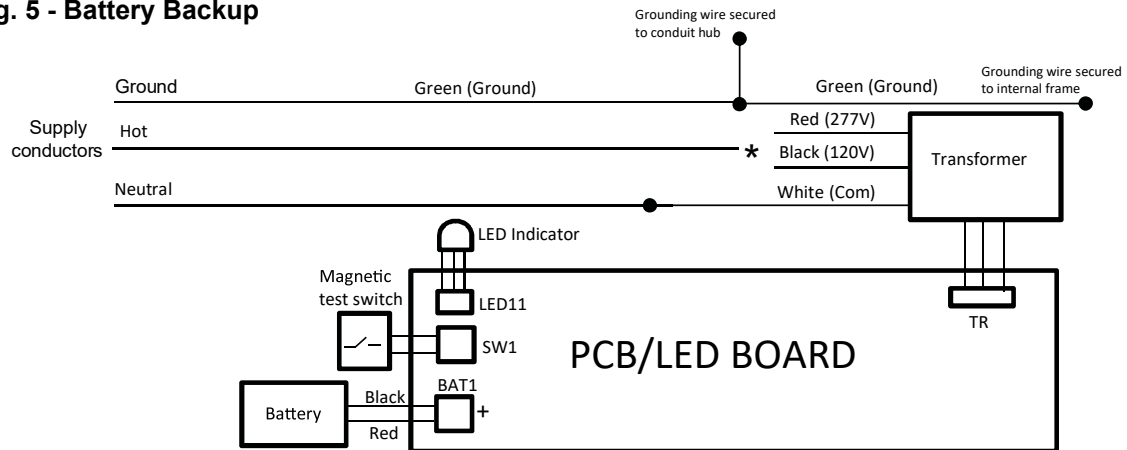 g. 5 - Battery Backup
Grounding wire secured
to conduit hub
Ground
Green (Ground)
Green (Ground)
Grounding wire secured
to internal frame
Supply
conductors
Hot
*
Red (277V)
Black (120V)
Transformer
Neutral
White (Com)
LED Indicator
Magnetic
test switch
LED11
TR
SW1
PCB/LED BOARD
BAT1
Battery
Black
+
Red